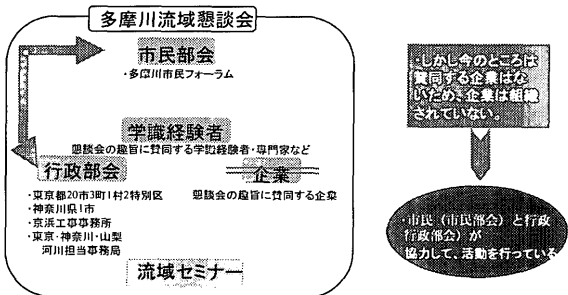 多摩川流域懇談会
市民部会
・多摩川市民フォーラム
学識経験者
懇談会の趣旨に賛同する学識経験者・専門家など
行政部会
・東京都20市3町1村2特別区
・神奈川県1市
・京浜工事事務所
・東京・神奈川・山梨
河川担当事務局
企業
懇談会の趣旨に賛同する企業
流域セミナー
・しかし今のところは
賛同する企業はな
いため、企業は組織
されていない。
・市民（市民部会）と行政
行政部会）が
協力して、活動を行っている